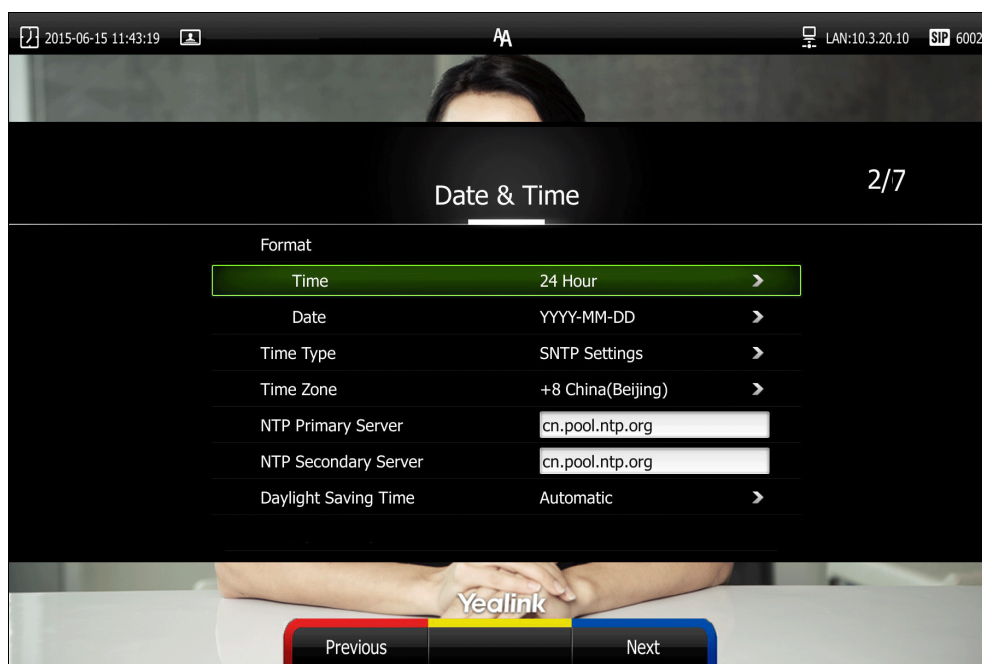 2015-06-15 11:43:19 AA LAN:10.3.20.10 SIP 6002
2/7
Date & Time
Format
Time 24 Hour
Date YYYY-MM-DD
Time Type SNTP Settings
Time Zone +8 China(Beijing)
NTP Primary Server cn.pool.ntp.org
NTP Secondary Server cn.pool.ntp.org
Daylight Saving Time Automatic
Yealink
Previous Next